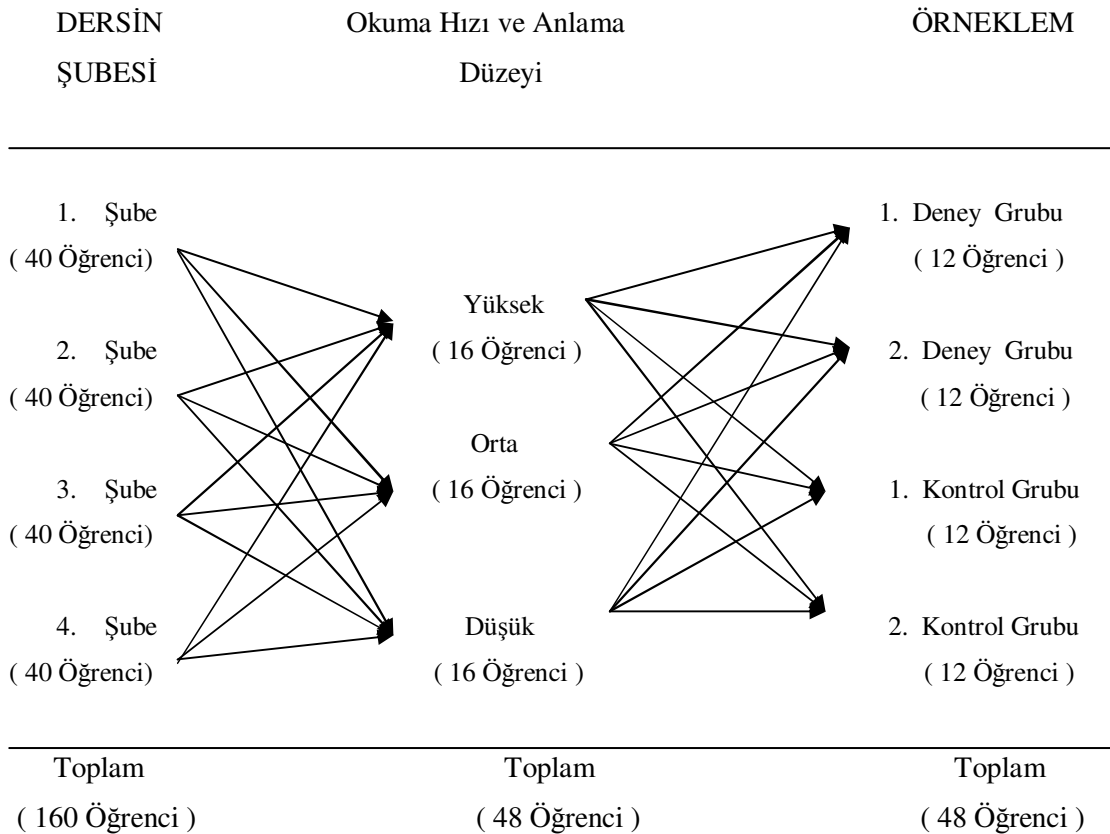 DERSİN Okuma Hızı ve Anlama ÖRNEKLEM
ŞUBESİ Düzeyi
1. Şube
( 40 Öğrenci)
2. Şube
( 40 Öğrenci)
3. Şube
( 40 Öğrenci)
4. Şube
( 40 Öğrenci)
Yüksek
( 16 Öğrenci )
Orta
( 16 Öğrenci )
Düşük
( 16 Öğrenci )
1. Deney Grubu
( 12 Öğrenci )
2. Deney Grubu
( 12 Öğrenci )
1. Kontrol Grubu
( 12 Öğrenci )
2. Kontrol Grubu
( 12 Öğrenci )
Toplam Toplam Toplam
( 160 Öğrenci ) ( 48 Öğrenci ) ( 48 Öğrenci )